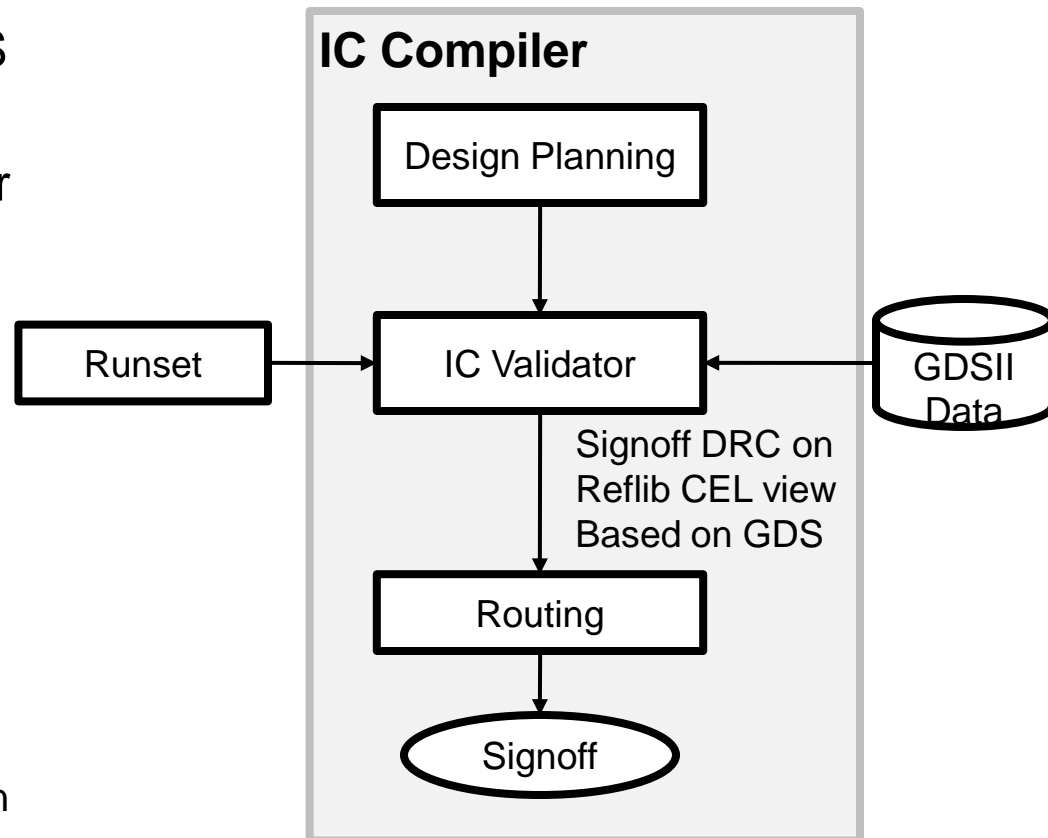 S
IC Compiler
Design Planning
r
Runset
IC Validator
GDSII
Data
Signoff DRC on
Reflib CEL view
Based on GDS
Routing
Signoff
n